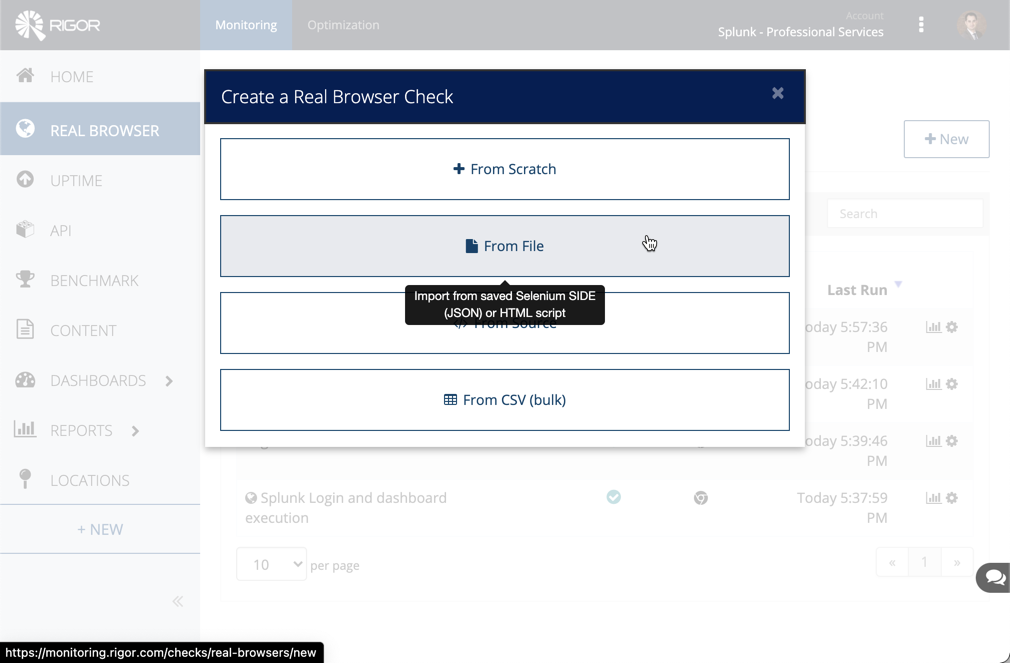 RIGOR
Monitoring
Optimization
Account
Splunk - Professional Services
HOME
REAL BROWSER
UPTIME
API
BENCHMARK
CONTENT
DASHBOARDS
REPORTS
LOCATIONS
+ NEW
Create a Real Browser Check
×
+ From Scratch
From File
Import from saved Selenium SIDE
(JSON) or HTML script
From Source
From CSV (bulk)
+ New
Search
Last Run
oday 5:57:36
PM
oday 5:42:10
PM
oday 5:39:46
PM
Splunk Login and dashboard
execution
Today 5:37:59
PM
10
per page
«
1
»
«
https://monitoring.rigor.com/checks/real-browsers/new